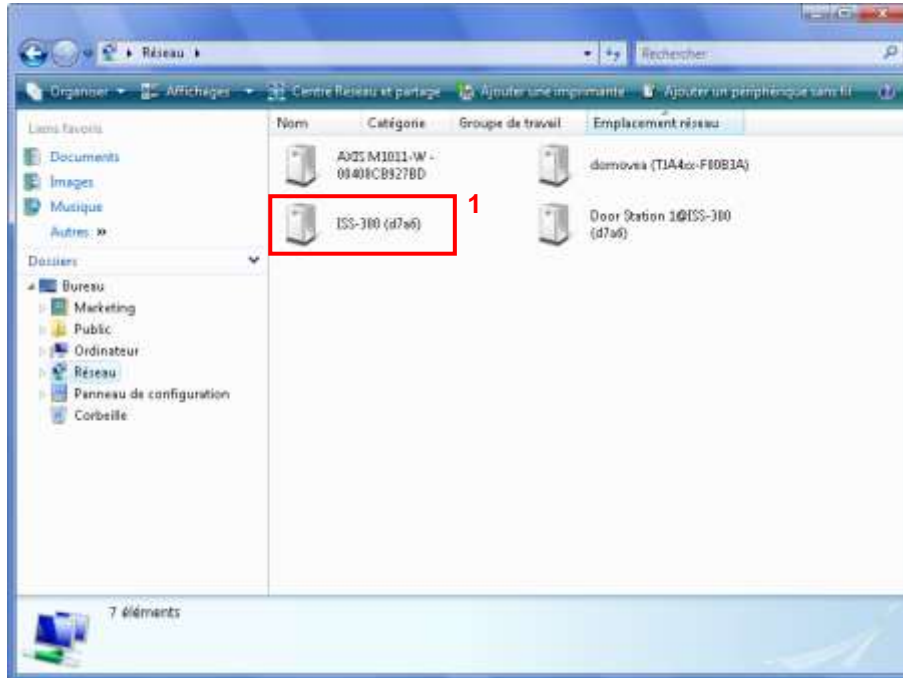 Réseau
Rechercher
Organiser Affichages Centre Réseau et partage Ajouter une imprimante Ajouter un périphérique sans fil
Liens favoris
Documents
Images
Musique
Autres »
Dossiers
Bureau
Marketing
Public
Ordinateur
Réseau
Panneau de configuration
Corbeille
Nom Catégorie Groupe de travail Emplacement réseau
AXIS M1011-W -
00408CB927BD
domovea (TJA4xx-F00B3A)
ISS-300 (d7a6)
1
Door Station 1@ISS-300
(d7a6)
7 éléments